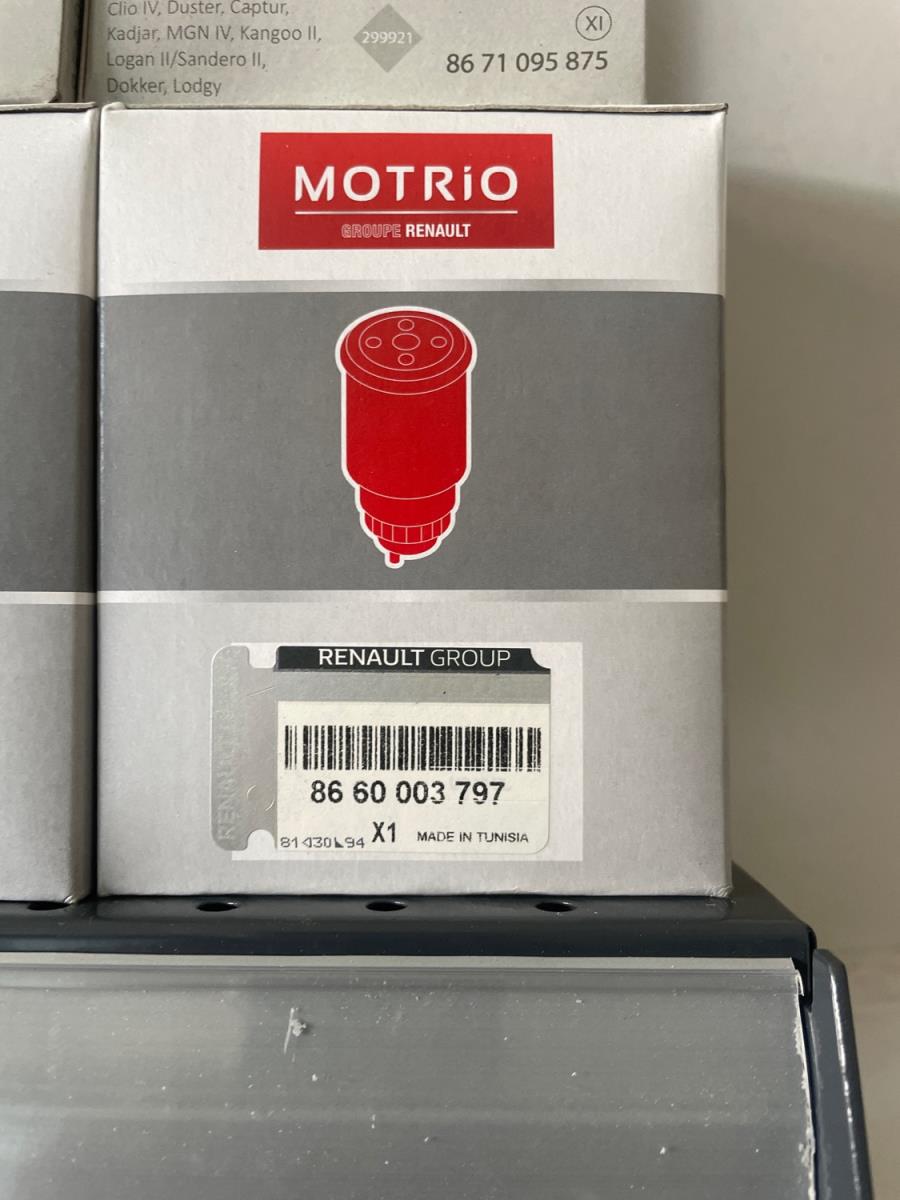 Clio IV, Duster, Captur,
Kadjar, MGN IV, Kangoo II,
Logan II/Sandero II,
Dokker, Lodgy
299921
XI
86 71 095 875
MOTRiO
GROUPE RENAULT
RENAULT GROUP
86 60 003 797
X1 MADE IN TUNISIA